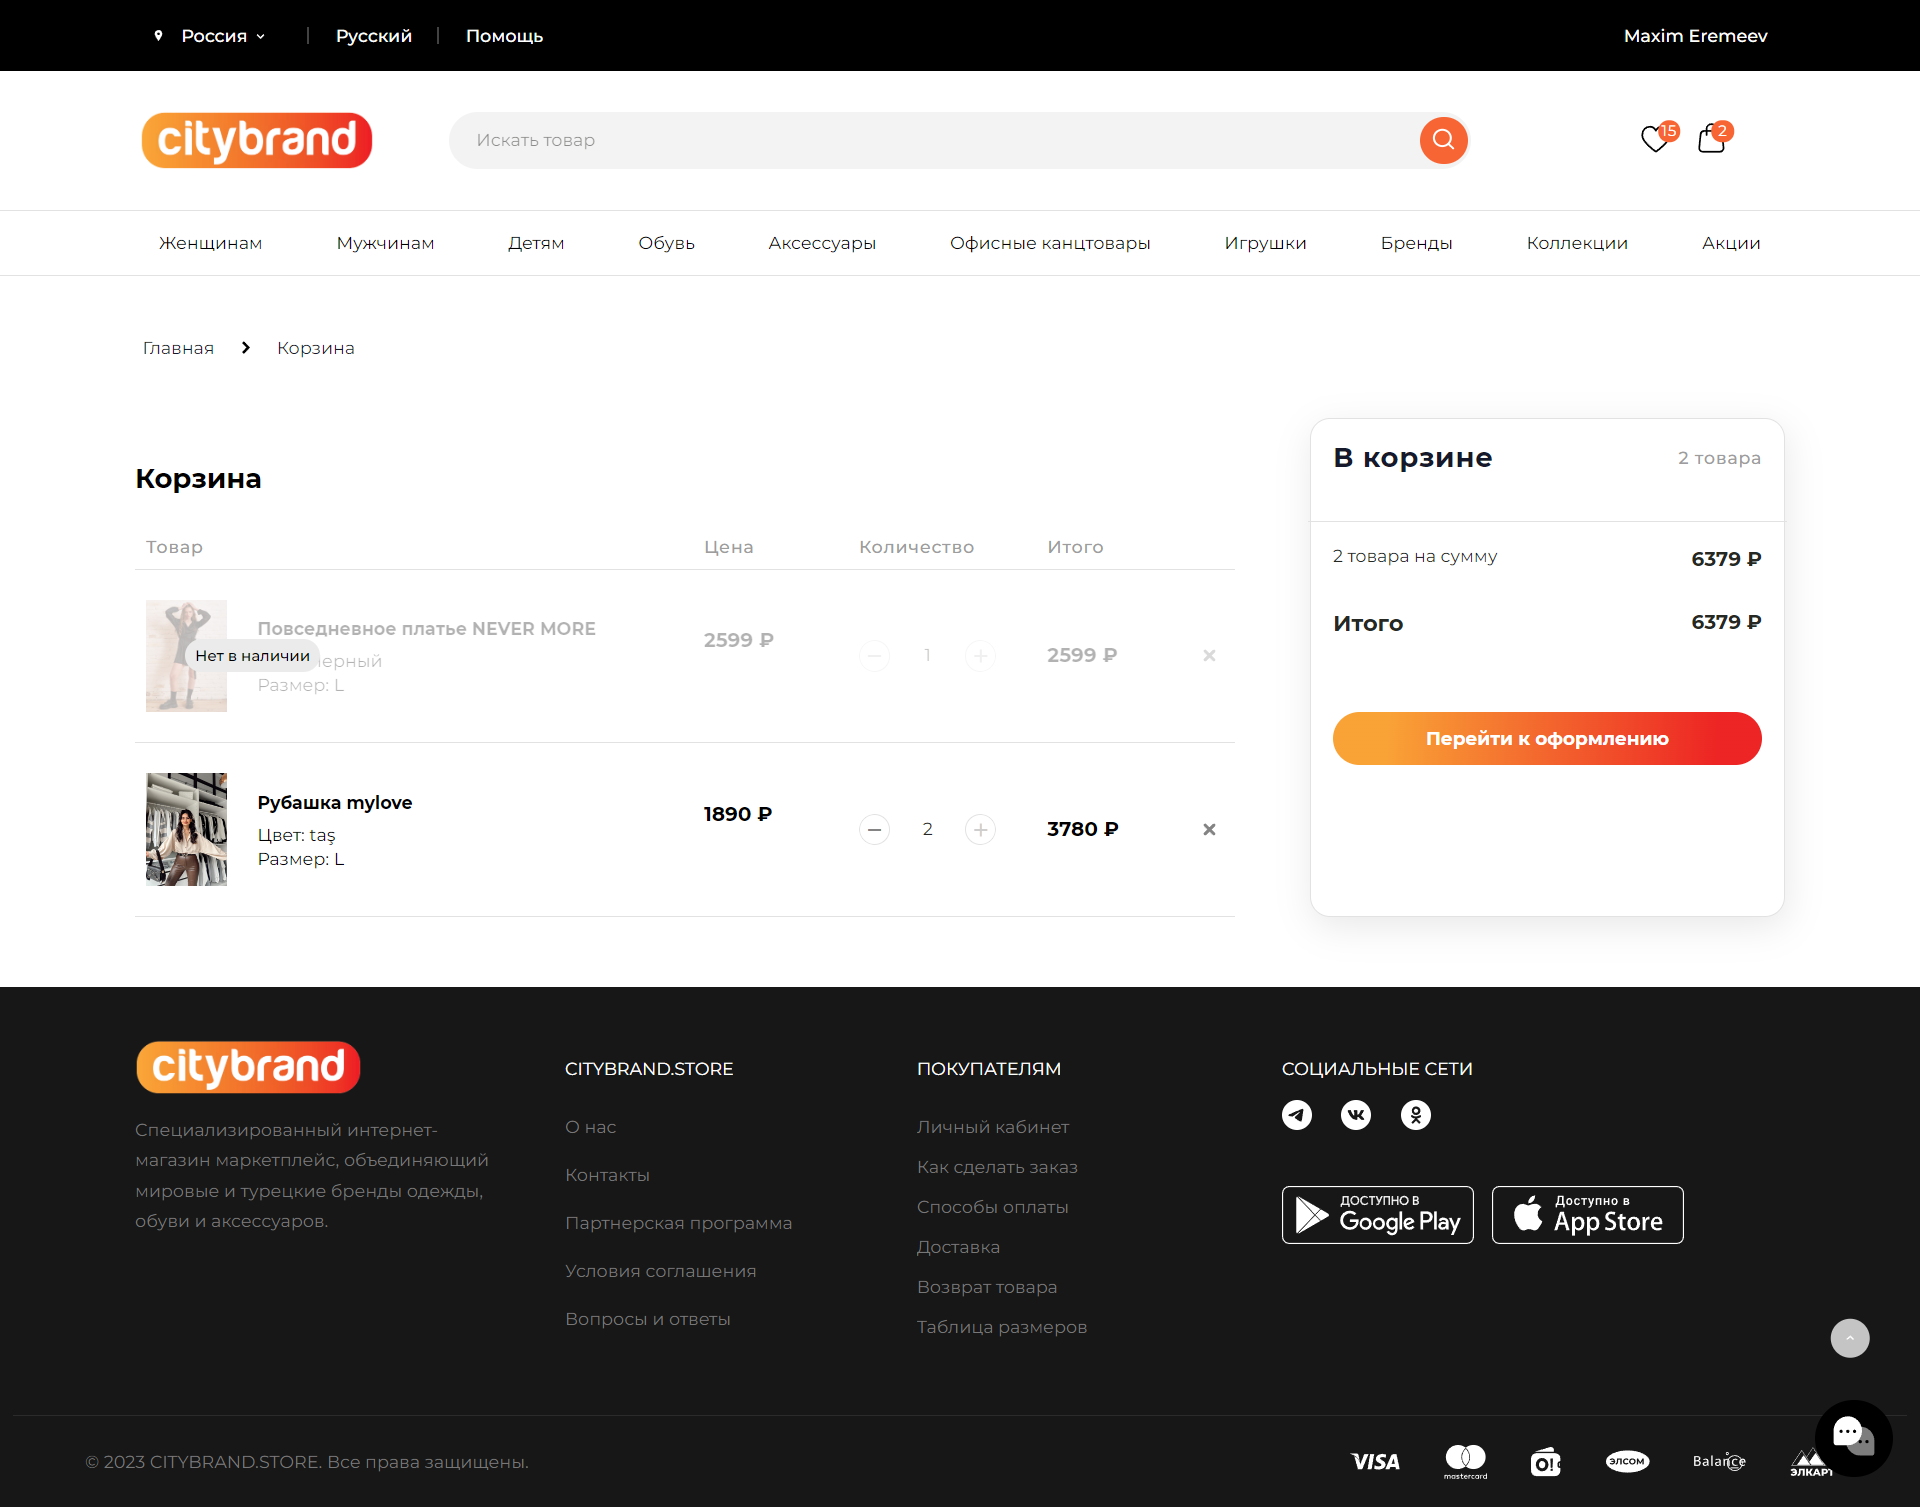 Россия
Русский
Помощь
Maxim Eremeev
citybrand
Искать товар
15
2
Женщинам
Мужчинам
Детям
Обувь
Аксессуары
Офисные канцтовары
Игрушки
Бренды
Коллекции
Акции
Главная
Корзина
Корзина
Товар
Цена
Количество
Итого
Повседневное платье NEVER MORE
Нет в наличии
Размер: L
2599 ₽
1
2599 ₽
Рубашка mylove
Цвет: taş
Размер: L
1890 ₽
2
3780 ₽
В корзине
2 товара
2 товара на сумму
6379 ₽
Итого
6379 ₽
Перейти к оформлению
citybrand
Специализированный интернет-
магазин маркетплейс, объединяющий
мировые и турецкие бренды одежды,
обуви и аксессуаров.
CITYBRAND.STORE
О нас
Контакты
Партнерская программа
Условия соглашения
Вопросы и ответы
ПОКУПАТЕЛЯМ
Личный кабинет
Как сделать заказ
Способы оплаты
Доставка
Возврат товара
Таблица размеров
СОЦИАЛЬНЫЕ СЕТИ
ДОСТУПНО В
Google Play
Доступно в
App Store
© 2023 CITYBRAND.STORE. Все права защищены.
VISA
mastercard
O!
ЭЛСОМ
Balance
ЭЛКАРТ